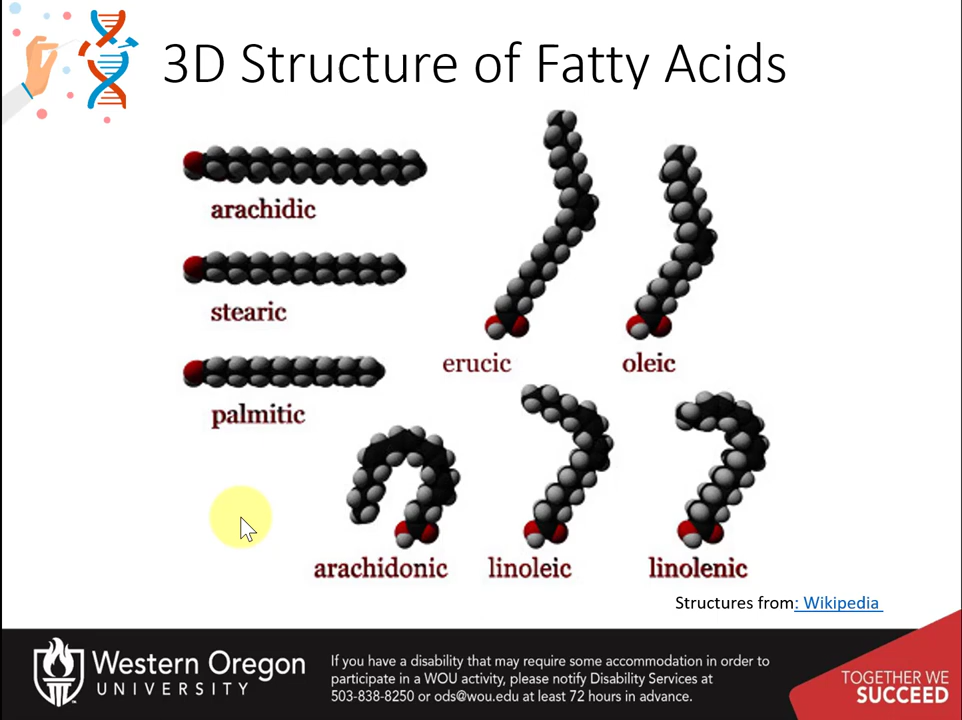 3D Structure of Fatty Acids
arachidic
stearic
palmitic
erucic
oleic
arachidonic
linoleic
linolenic
Structures from: Wikipedia
Western Oregon
UNIVERSITY
If you have a disability that may require some accommodation in order to
participate in a WOU activity, please notify Disability Services at
503-838-8250 or ods@wou.edu at least 72 hours in advance.
TOGETHER WE
SUCCEED